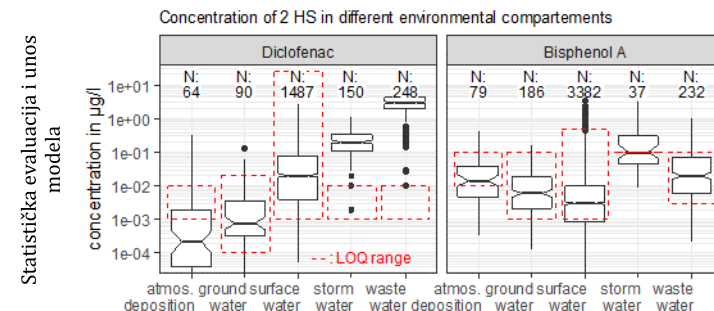 Concentration of 2 HS in different environmental compartements
Statistička evaluacija i unos
modela
Diclofenac
Bisphenol A
N: N: N: N: N:
64 90 1487 150 248
N: N: N: N: N:
79 186 3382 37 232
concentration in µg/l
1e+01
1e+00
1e-01
1e-02
1e-03
1e-04
--: LOQ range
atmos. ground surface storm waste
deposition water water water water
atmos. ground surface storm waste
deposition water water water water